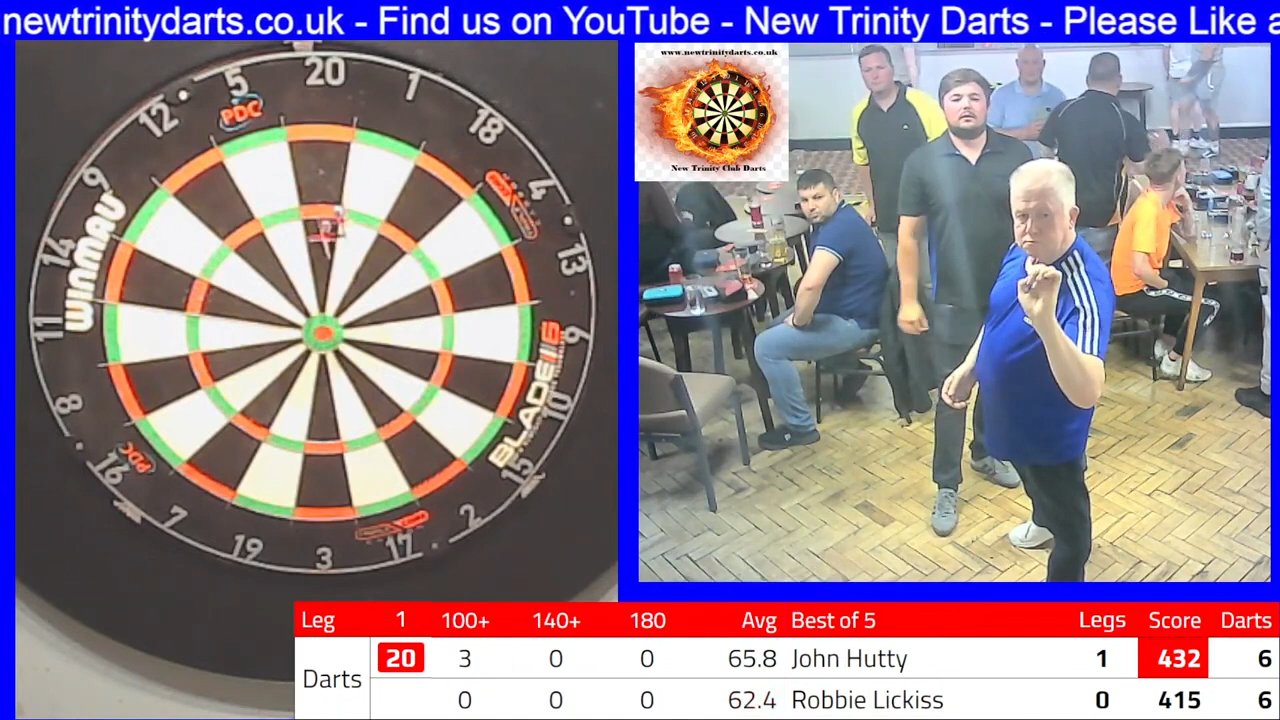 newtrinitydarts.co.uk - Find us on YouTube - New Trinity Darts - Please Like a
www.newtrinitydarts.co.uk
New Trinity Club Darts
5 20 1
12 18
PDC
9 4
WINMAU
14 13
11 6
BLADE 6
8 10
PDC
16 15
7 2
19 3 17
Leg 1 100+ 140+ 180 Avg Best of 5 Legs Score Darts
Darts
20 3 0 0 65.8 John Hutty 1 432 6
0 0 0 62.4 Robbie Lickiss 0 415 6